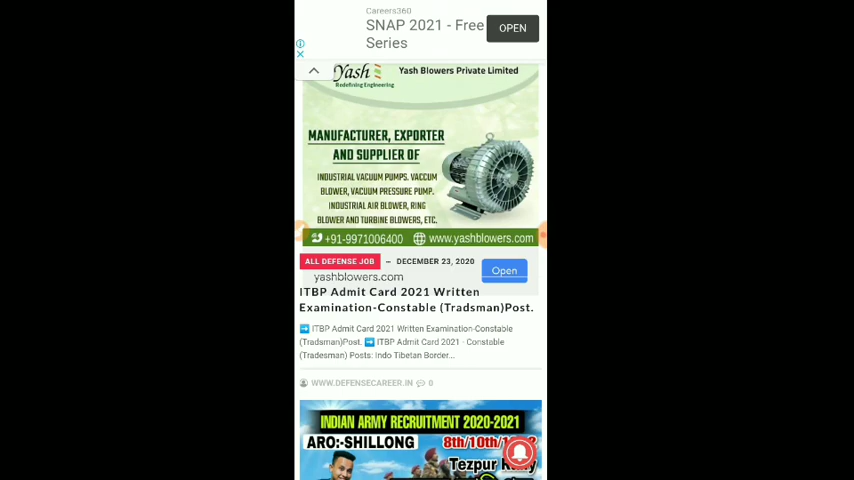 Careers360
SNAP 2021 - Free
Series
OPEN
Yash
Redefining Engineering
Yash Blowers Private Limited
MANUFACTURER, EXPORTER
AND SUPPLIER OF
INDUSTRIAL VACUUM PUMPS. VACCUM
BLOWER, VACUUM PRESSURE PUMP.
INDUSTRIAL AIR BLOWER, RING
BLOWER AND TURBINE BLOWERS, ETC.
+91-9971006400 www.yashblowers.com
ALL DEFENSE JOB – DECEMBER 23, 2020
yashblowers.com
Open
ITBP Admit Card 2021 Written
Examination-Constable (Tradsman)Post.
➡ ITBP Admit Card 2021 Written Examination-Constable
(Tradsman)Post. ➡ ITBP Admit Card 2021 - Constable
(Tradesman) Posts: Indo Tibetan Border...
WWW.DEFENSECAREER.IN 0
INDIAN ARMY RECRUITMENT 2020-2021
ARO:-SHILLONG
8th/10th/
Tezpur